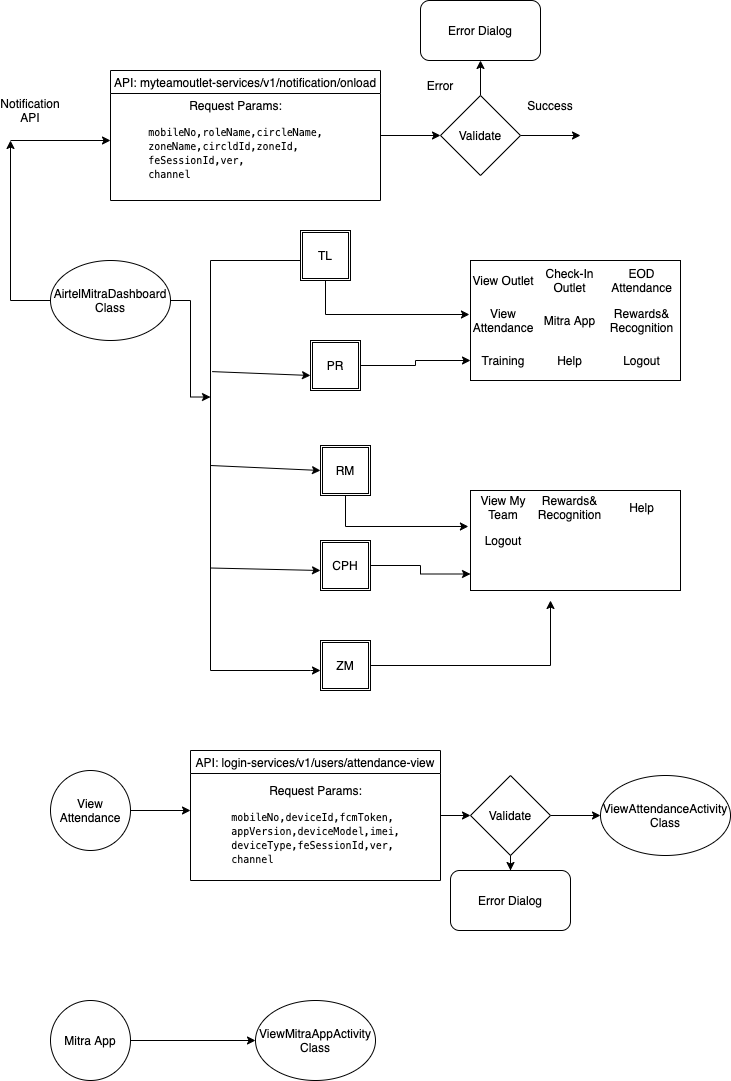 Error Dialog
Error
Success
API: myteamoutlet-services/v1/notification/onload
Request Params:
mobileNo,roleName,circleName,
zoneName,circldId,zoneId,
feSessionId,ver,
channel
Validate
Notification
API
AirtelMitraDashboard
Class
TL
View Outlet
Check-In
Outlet
EOD
Attendance
View
Attendance
Mitra App
Rewards&
Recognition
Training
Help
Logout
PR
RM
View My
Team
Rewards&
Recognition
Help
Logout
CPH
ZM
View
Attendance
API: login-services/v1/users/attendance-view
Request Params:
mobileNo,deviceId,fcmToken,
appVersion,deviceModel,imei,
deviceType,feSessionId,ver,
channel
Validate
ViewAttendanceActivity
Class
Error Dialog
Mitra App
ViewMitraAppActivity
Class